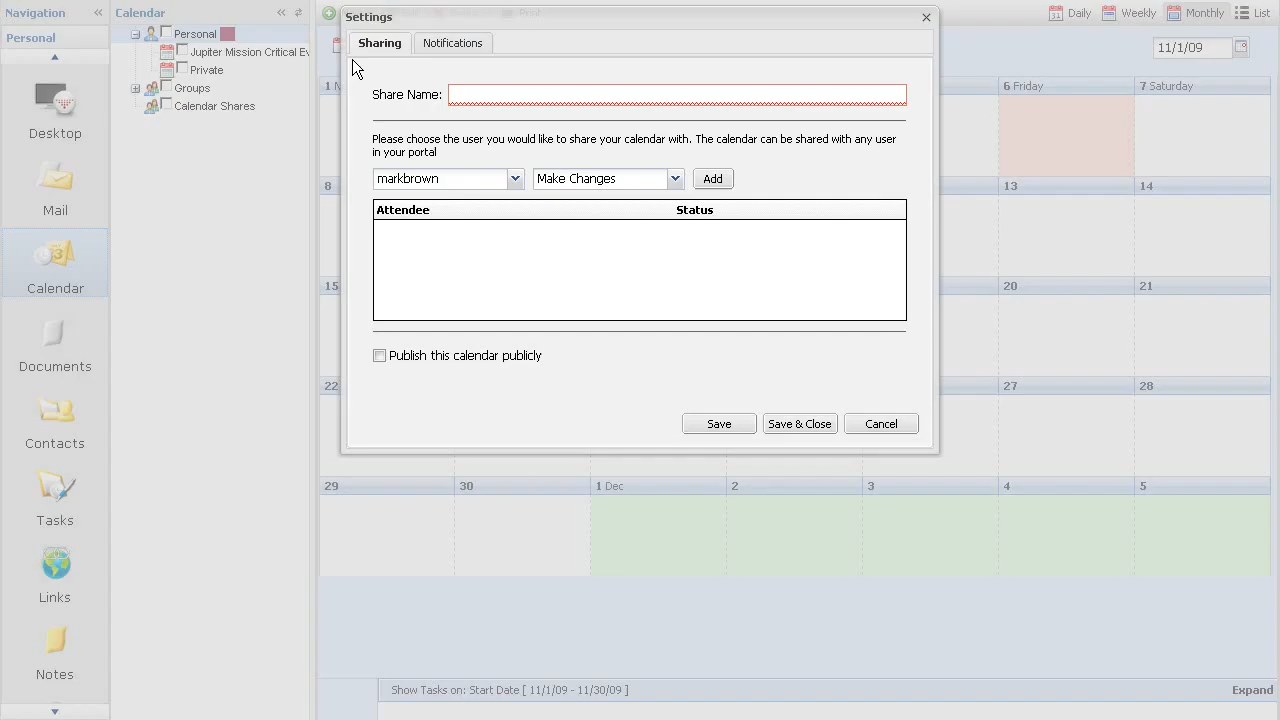 Navigation
Personal
Desktop
Mail
Calendar
Documents
Contacts
Tasks
Links
Notes
Calendar
Personal
Jupiter Mission Critical Ev
Private
Groups
Calendar Shares
Print
Daily
Weekly
Monthly
List
11/1/09
Settings
Sharing
Notifications
Share Name:
Please choose the user you would like to share your calendar with. The calendar can be shared with any user
in your portal
markbrown
Make Changes
Add
Attendee
Status
Publish this calendar publicly
Save
Save & Close
Cancel
6 Friday
7 Saturday
8
13
14
15
20
21
22
27
28
29
30
1 Dec
2
3
4
5
Show Tasks on: Start Date [ 11/1/09 - 11/30/09 ]
Expand